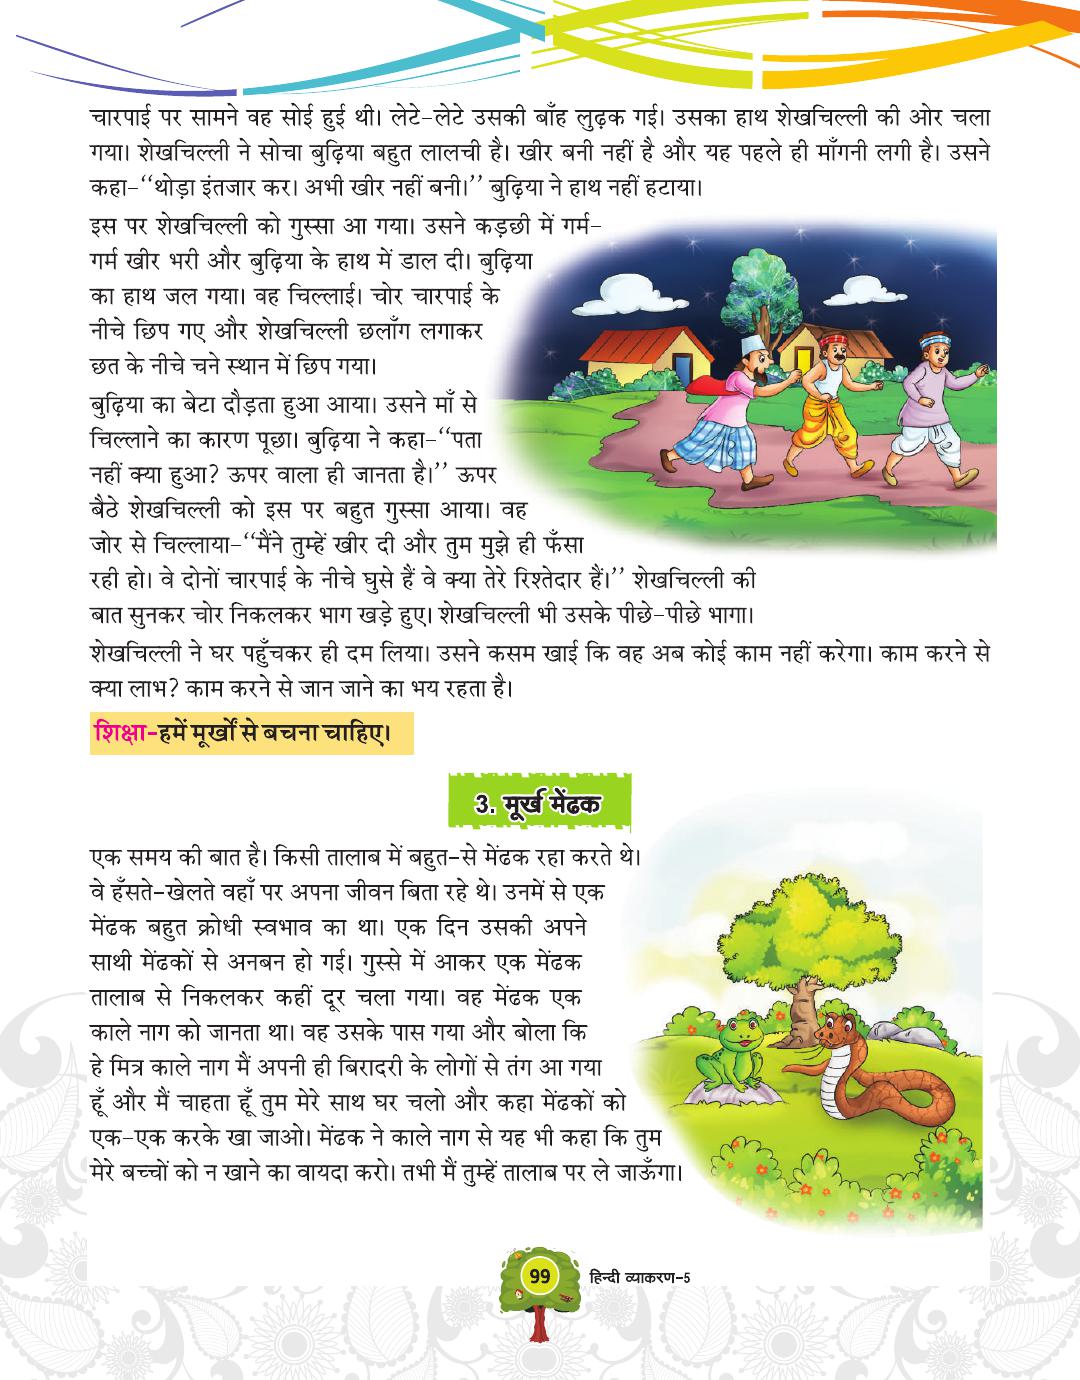 चारपाई पर सामने वह सोई हुई थी। लेटे-लेटे उसकी बाँह लुढ़क गई। उसका हाथ शेखचिल्ली की ओर चला
गया। शेखचिल्ली ने सोचा बुढ़िया बहुत लालची है। खीर बनी नहीं है और यह पहले ही माँगनी लगी है। उसने
कहा-‘‘थोड़ा इंतजार कर। अभी खीर नहीं बनी।’’ बुढ़िया ने हाथ नहीं हटाया।
इस पर शेखचिल्ली को गुस्सा आ गया। उसने कड़छी में गर्म-
गर्म खीर भरी और बुढ़िया के हाथ में डाल दी। बुढ़िया
का हाथ जल गया। वह चिल्लाई। चोर चारपाई के
नीचे छिप गए और शेखचिल्ली छलाँग लगाकर
छत के नीचे चने स्थान में छिप गया।
बुढ़िया का बेटा दौड़ता हुआ आया। उसने माँ से
चिल्लाने का कारण पूछा। बुढ़िया ने कहा-‘‘पता
नहीं क्या हुआ? ऊपर वाला ही जानता है।’’ ऊपर
बैठे शेखचिल्ली को इस पर बहुत गुस्सा आया। वह
जोर से चिल्लाया-‘‘मैंने तुम्हें खीर दी और तुम मुझे ही फँसा
रही हो। वे दोनों चारपाई के नीचे घुसे हैं वे क्या तेरे रिश्तेदार हैं।’’ शेखचिल्ली की
बात सुनकर चोर निकलकर भाग खड़े हुए। शेखचिल्ली भी उसके पीछे-पीछे भागा।
शेखचिल्ली ने घर पहुँचकर ही दम लिया। उसने कसम खाई कि वह अब कोई काम नहीं करेगा। काम करने से
क्या लाभ? काम करने से जान जाने का भय रहता है।
शिक्षा-हमें मूर्खों से बचना चाहिए।
3. मूर्ख मेंढक
एक समय की बात है। किसी तालाब में बहुत-से मेंढक रहा करते थे।
वे हँसते-खेलते वहाँ पर अपना जीवन बिता रहे थे। उनमें से एक
मेंढक बहुत क्रोधी स्वभाव का था। एक दिन उसकी अपने
साथी मेंढकों से अनबन हो गई। गुस्से में आकर एक मेंढक
तालाब से निकलकर कहीं दूर चला गया। वह मेंढक एक
काले नाग को जानता था। वह उसके पास गया और बोला कि
हे मित्र काले नाग मैं अपनी ही बिरादरी के लोगों से तंग आ गया
हूँ और मैं चाहता हूँ तुम मेरे साथ घर चलो और कहा मेंढकों को
एक-एक करके खा जाओ। मेंढक ने काले नाग से यह भी कहा कि तुम
मेरे बच्चों को न खाने का वायदा करो। तभी मैं तुम्हें तालाब पर ले जाऊँगा।
99 हिन्दी व्याकरण-5